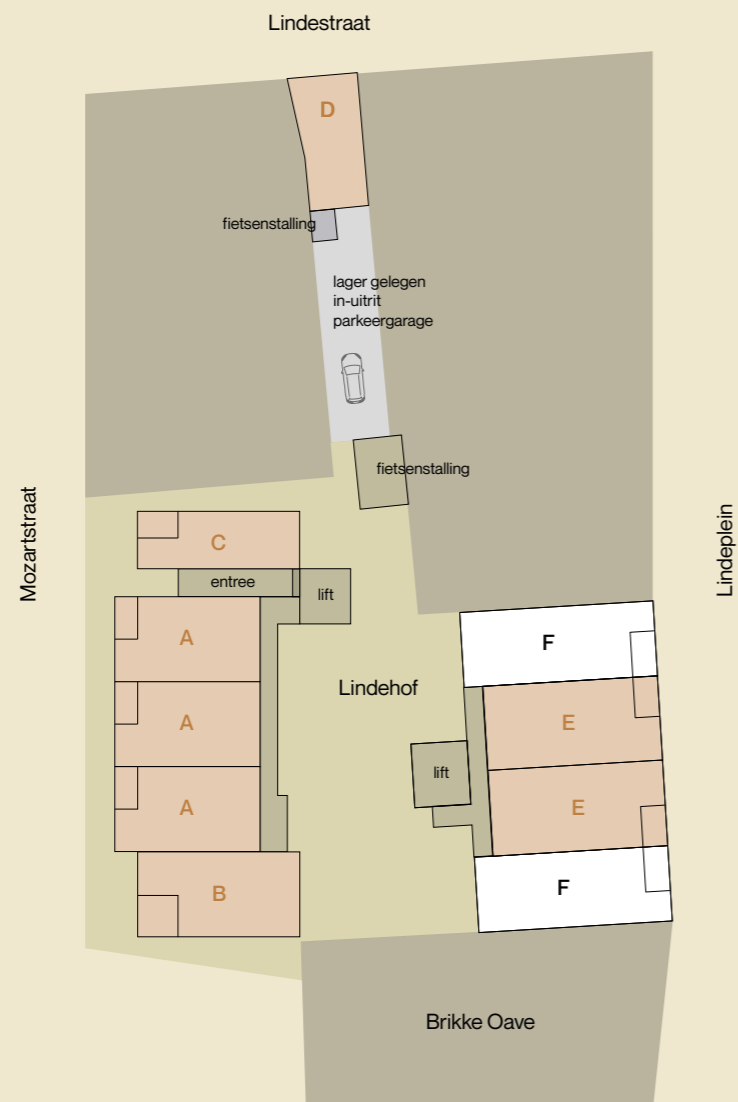 Lindestraat
D
fietsenstalling
lager gelegen
in-uitrit
parkeergarage
fietsenstalling
Mozartstraat
Lindeplein
C
entree
lift
A
F
Lindehof
A
E
lift
A
E
B
F
Brikke Oave